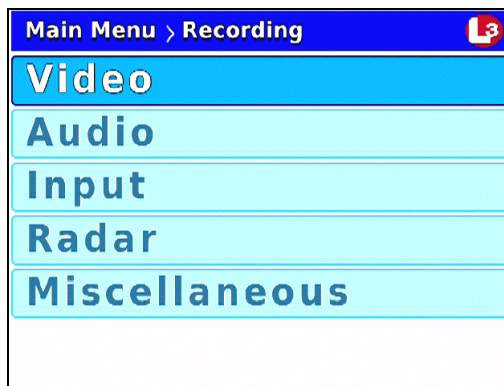 Main Menu > Recording
L3
Video
Audio
Input
Radar
Miscellaneous